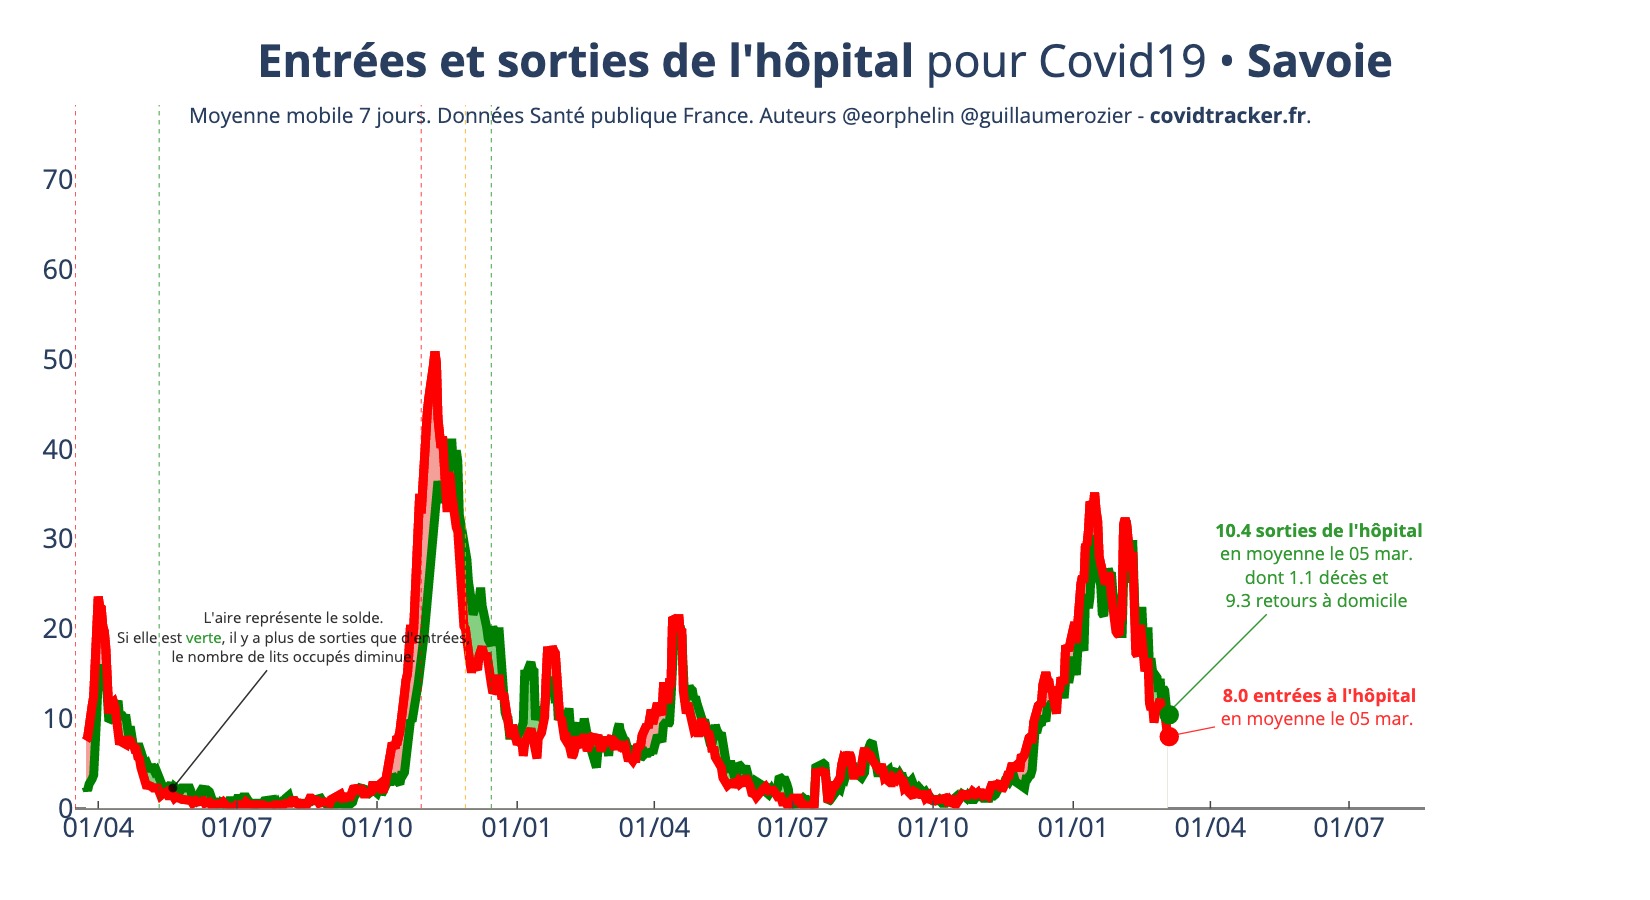 Entrées et sorties de l'hôpital pour Covid19 • Savoie
Moyenne mobile 7 jours. Données Santé publique France. Auteurs @eorphelin @guillaumerozier - covidtracker.fr.
70
60
50
40
30
20
10
0
10.4 sorties de l'hôpital
en moyenne le 05 mar.
dont 1.1 décès et
9.3 retours à domicile
L'aire représente le solde.
Si elle est verte, il y a plus de sorties que d'entrées,
le nombre de lits occupés diminue.
8.0 entrées à l'hôpital
en moyenne le 05 mar.
01/04 01/07 01/10 01/01 01/04 01/07 01/10 01/01 01/04 01/07